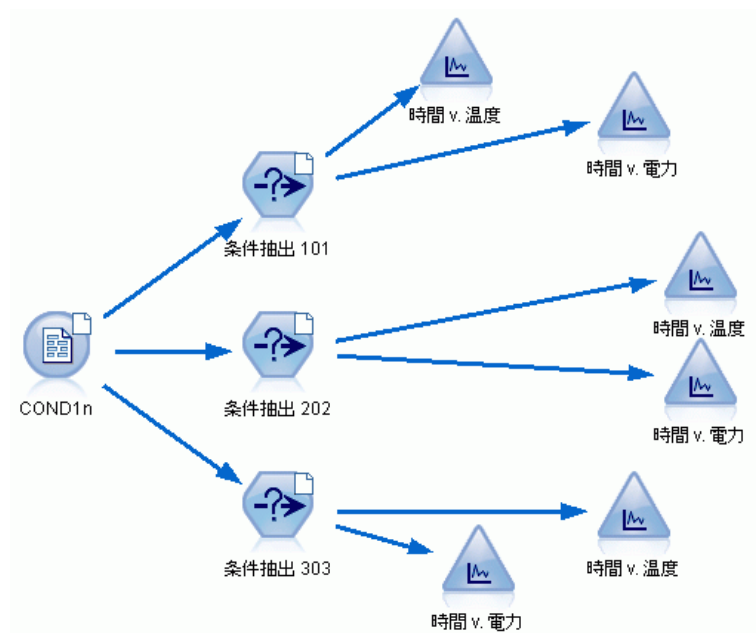 時間 v. 温度
時間 v. 電力
条件抽出 101
時間 v. 温度
COND1n
条件抽出 202
時間 v. 電力
条件抽出 303
時間 v. 温度
時間 v. 電力